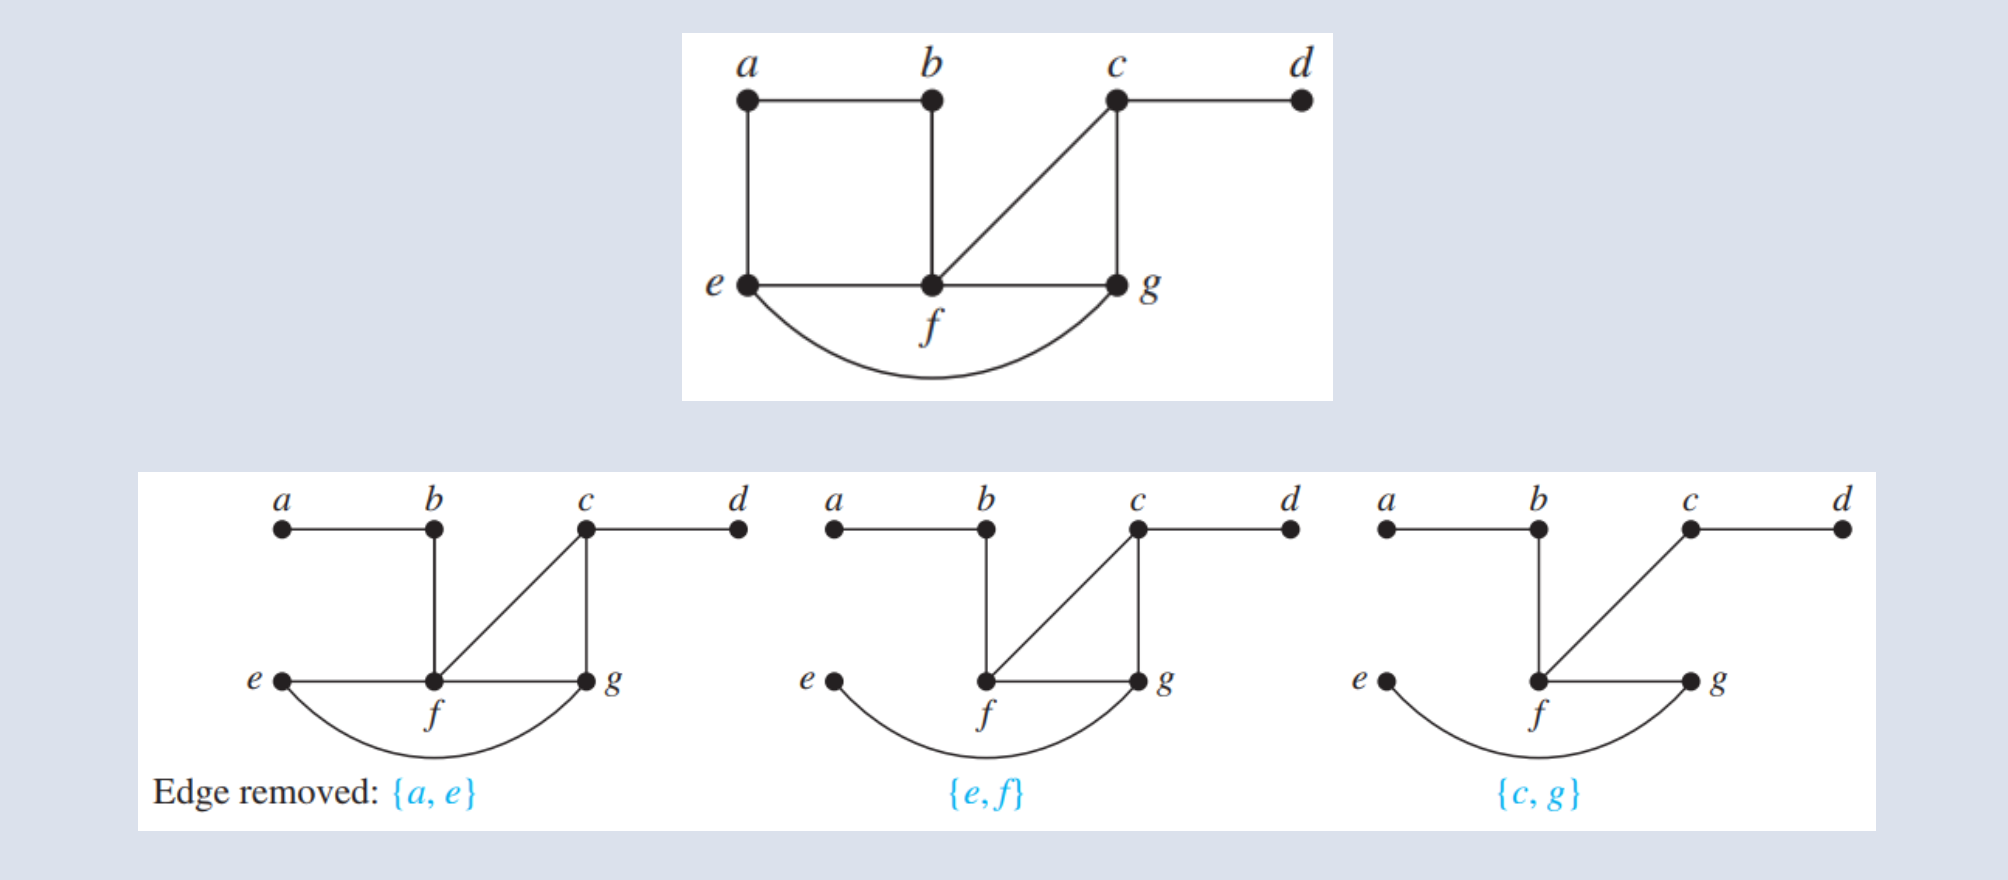 a b c d
e g
f
a b c d a b c d a b c d
e g e g e g
f f f
Edge removed: {a, e} {e, f} {c, g}